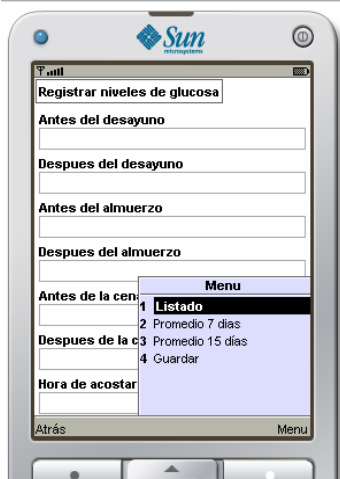 Sun
microsystems
Registrar niveles de glucosa
Antes del desayuno
Despues del desayuno
Antes del almuerzo
Despues del almuerzo
Antes de la cen
Despues de la c
Hora de acostar
Menu
1 Listado
2 Promedio 7 dias
3 Promedio 15 días
4 Guardar
Atrás
Menu